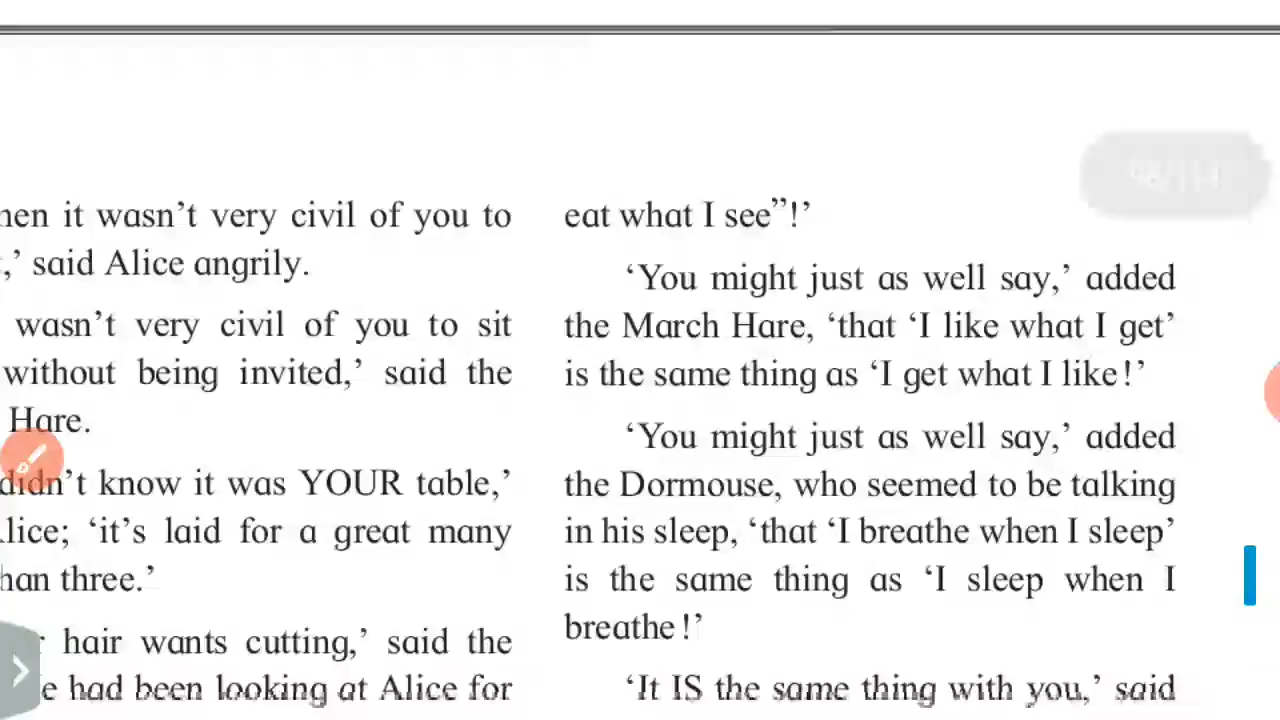 it wasn’t very civil of you to
said Alice angrily.
wasn’t very civil of you to sit
without being invited,’ said the
Hare.
didn’t know it was YOUR table,’
‘it’s laid for a great many
three.’
hair wants cutting,’ said the
had been looking at Alice for
eat what I see”!’
‘You might just as well say,’ added
the March Hare, ‘that ‘I like what I get’
is the same thing as ‘I get what I like!’
‘You might just as well say,’ added
the Dormouse, who seemed to be talking
in his sleep, ‘that ‘I breathe when I sleep’
is the same thing as ‘I sleep when I
breathe!’
‘It IS the same thing with you,’ said